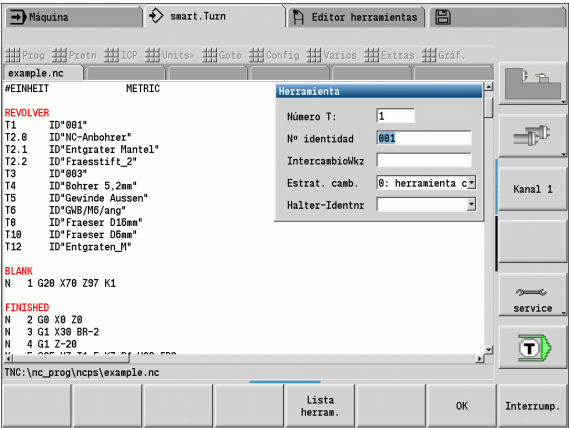 Máquina
smart.Turn
Editor herramientas
Prog Pretn ICP Units» Goto Config Varios Extras Gráf.
example.nc
#EINHEIT METRIC
REVOLVER
T1 ID"001"
T2.0 ID"NC-Anbohrer"
T2.1 ID"Entgrater Mantel"
T2.2 ID"Fraesstift_2"
T3 ID"003"
T4 ID"Bohrer 5,2mm"
T5 ID"Gewinde Aussen"
T6 ID"GWB/M6/ang"
T8 ID"Fraeser D16mm"
T10 ID"Fraeser D6mm"
T12 ID"Entgraten_M"
BLANK
N 1 G20 X70 Z97 K1
FINISHED
N 2 G0 X0 Z0
N 3 G1 X30 BR-2
N 4 G1 Z-20
TNC:\nc_prog\ncps\example.nc
Herramienta
Número T: 1
Nº identidad 001
IntercambioWkz
Estrat. camb. 0: herramienta c
Halter-Identnr
Kanal 1
service
T
Lista
herram.
OK
Interrump.